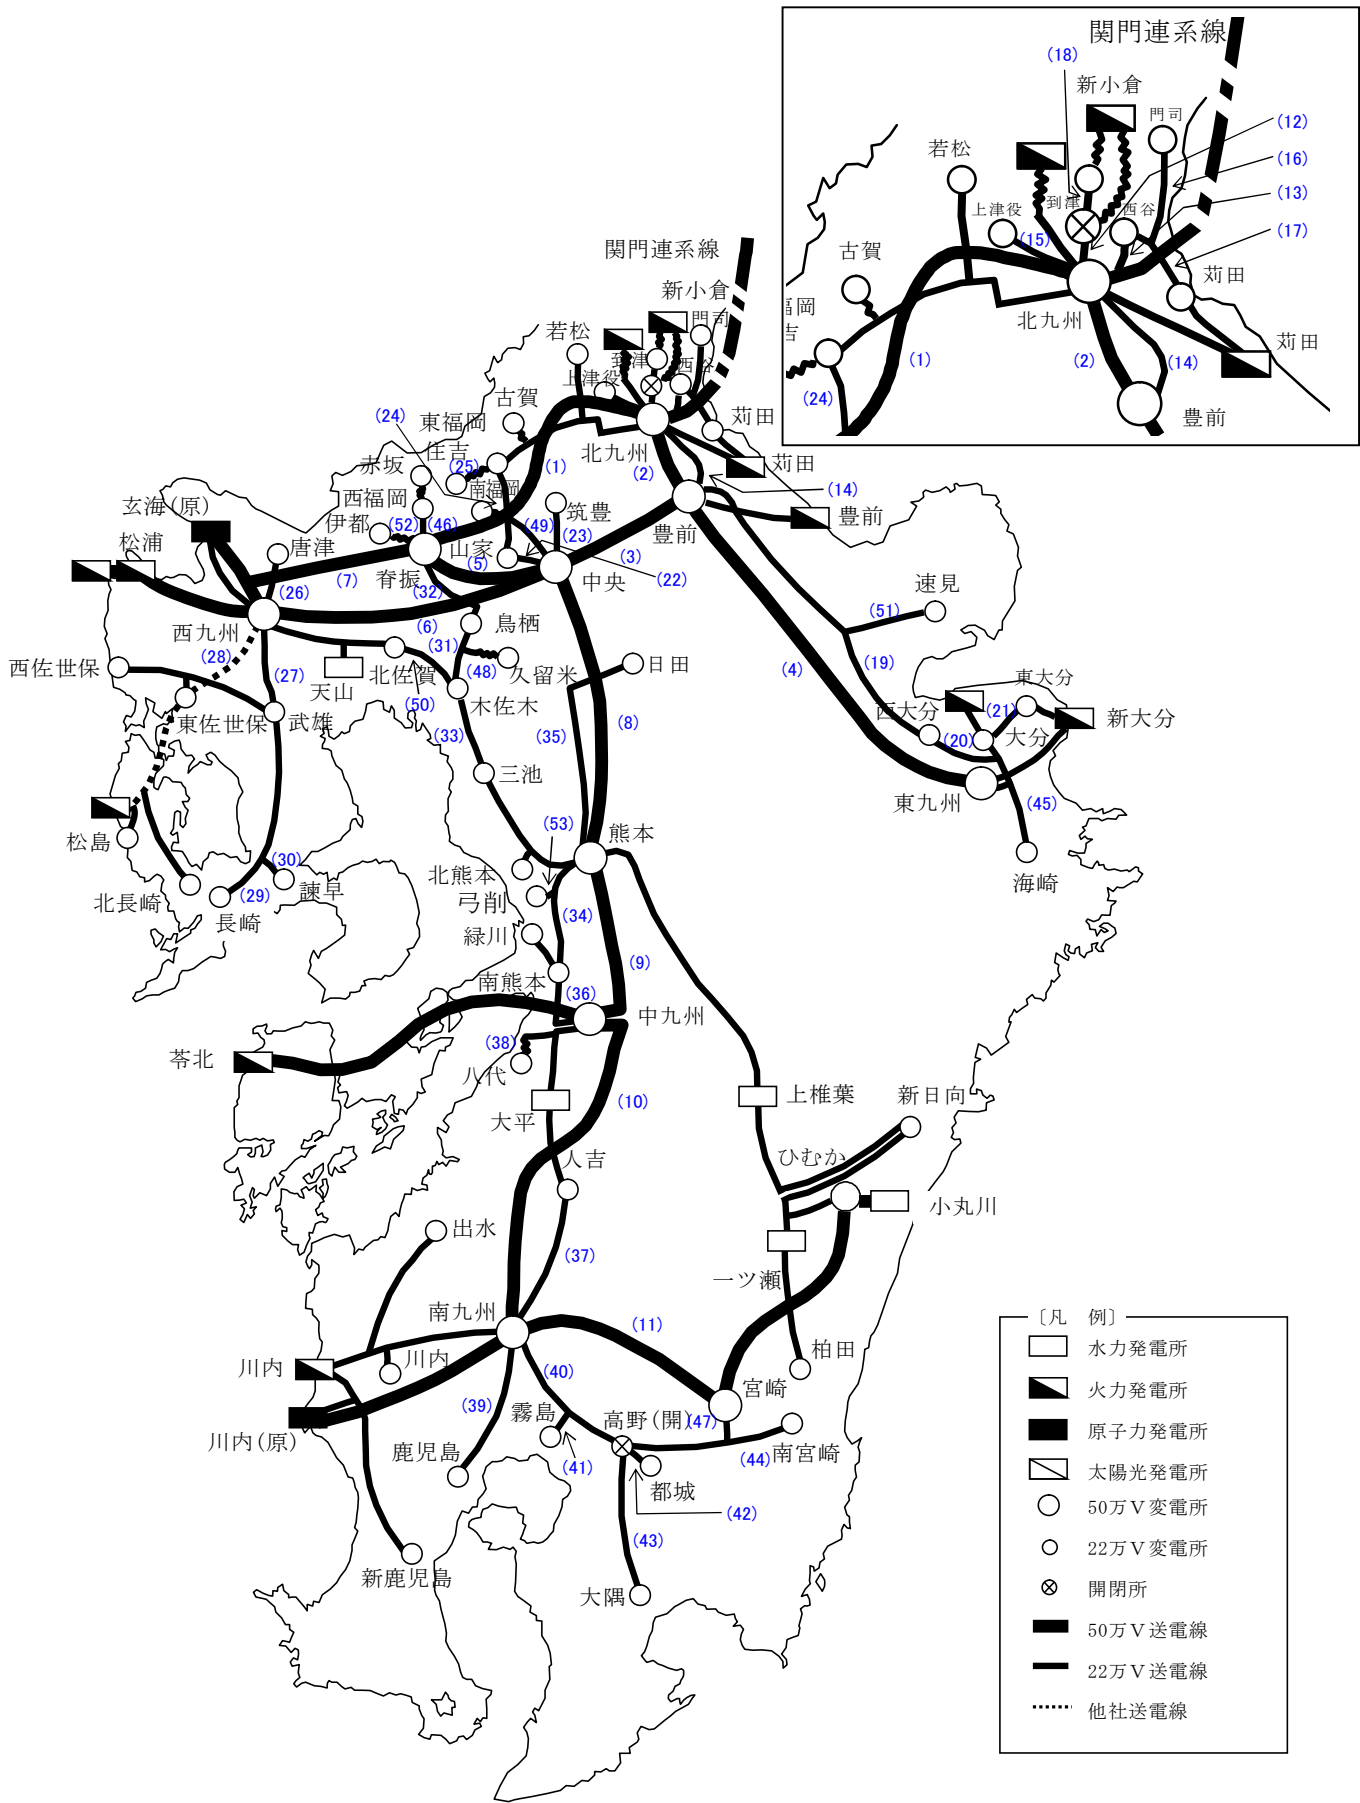 関門連系線
(18)
新小倉
門司
(12)
若松
(16)
到津
上津役
西谷
(13)
(15)
(17)
古賀
苅田
福岡
北九州
吉
(1)
(2)
(14)
苅田
(24)
豊前
関門連系線
新小倉
門司
若松
到津
西谷
上津役
古賀
(24)
東福岡
苅田
住吉
北九州
赤坂
(25)
(1)
(2)
苅田
南福岡
(14)
玄海(原)
西福岡
筑豊
豊前
伊都
(52)
(46)
(49)
(23)
豊前
松浦
唐津
山家
(3)
(5)
(22)
(7)
脊振
中央
(26)
(32)
速見
(51)
西九州
(6)
鳥栖
(28)
(31)
(19)
西佐世保
(27)
北佐賀
(48)
久留米
日田
(4)
天山
東大分
(50)
木佐木
西大分
(21)
新大分
東佐世保
武雄
(33)
(35)
(8)
(20)
大分
三池
東九州
(45)
(53)
熊本
松島
(30)
北熊本
海崎
北長崎
(29)
諫早
弓削
長崎
(34)
緑川
(9)
南熊本
(36)
中九州
(38)
苓北
八代
(10)
上椎葉
新日向
大平
人吉
ひむか
小丸川
出水
(37)
一ツ瀬
南九州
(11)
〔凡 例〕
川内
川内
(40)
柏田
水力発電所
宮崎
火力発電所
(39)
霧島
高野(開)
(47)
原子力発電所
川内(原)
鹿児島
(44)
南宮崎
(41)
太陽光発電所
都城
(42)
50万V変電所
(43)
22万V変電所
新鹿児島
大隅
開閉所
50万V送電線
22万V送電線
他社送電線